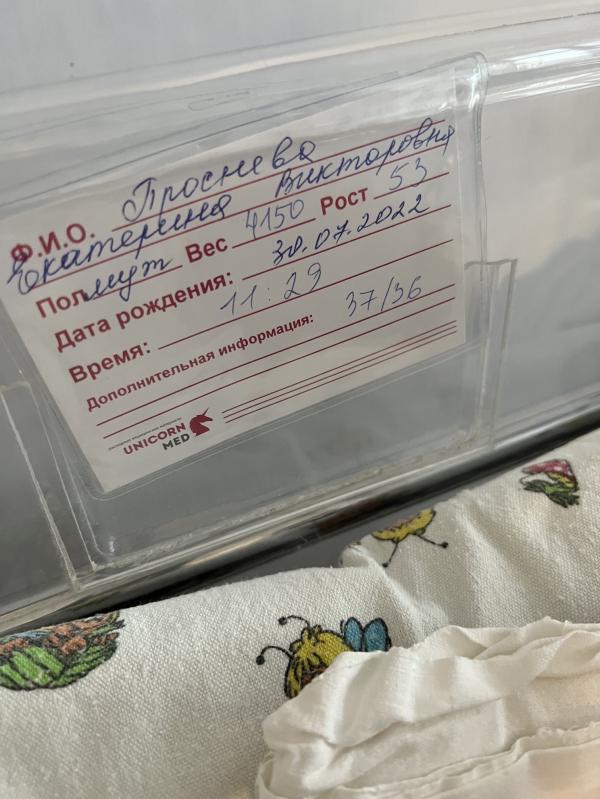 Ф.И.О. Проснева
Екатерина Викторовна
Пол муж Вес 4150 Рост 53
Дата рождения: 30.07.2022
Время: 11:29
Дополнительная информация: 37/36
UNICORN
MED